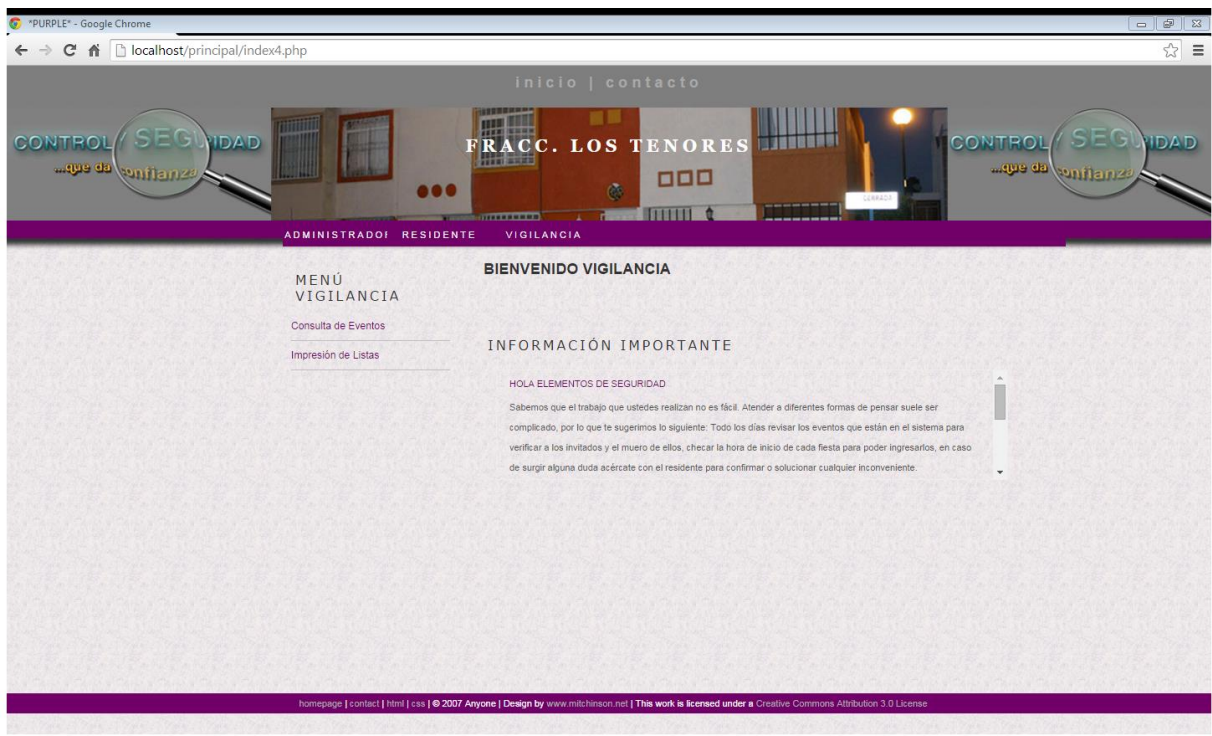 *PURPLE* - Google Chrome
localhost/principal/index4.php
inicio | contacto
CONTROL Y SEGURIDAD
...que da confianza
FRACC. LOS TENORES
CERRADA
CONTROL Y SEGURIDAD
...que da confianza
ADMINISTRADOR RESIDENTE VIGILANCIA
MENÚ
VIGILANCIA
Consulta de Eventos
Impresión de Listas
BIENVENIDO VIGILANCIA
INFORMACIÓN IMPORTANTE
HOLA ELEMENTOS DE SEGURIDAD
Sabemos que el trabajo que ustedes realizan no es fácil. Atender a diferentes formas de pensar suele ser
complicado, por lo que te sugerimos lo siguiente: Todo los días revisar los eventos que están en el sistema para
verificar a los invitados y el muero de ellos, checar la hora de inicio de cada fiesta para poder ingresarlos, en caso
de surgir alguna duda acércate con el residente para confirmar o solucionar cualquier inconveniente.
homepage | contact | html | css | © 2007 Anyone | Design by www.mitchinson.net | This work is licensed under a Creative Commons Attribution 3.0 License